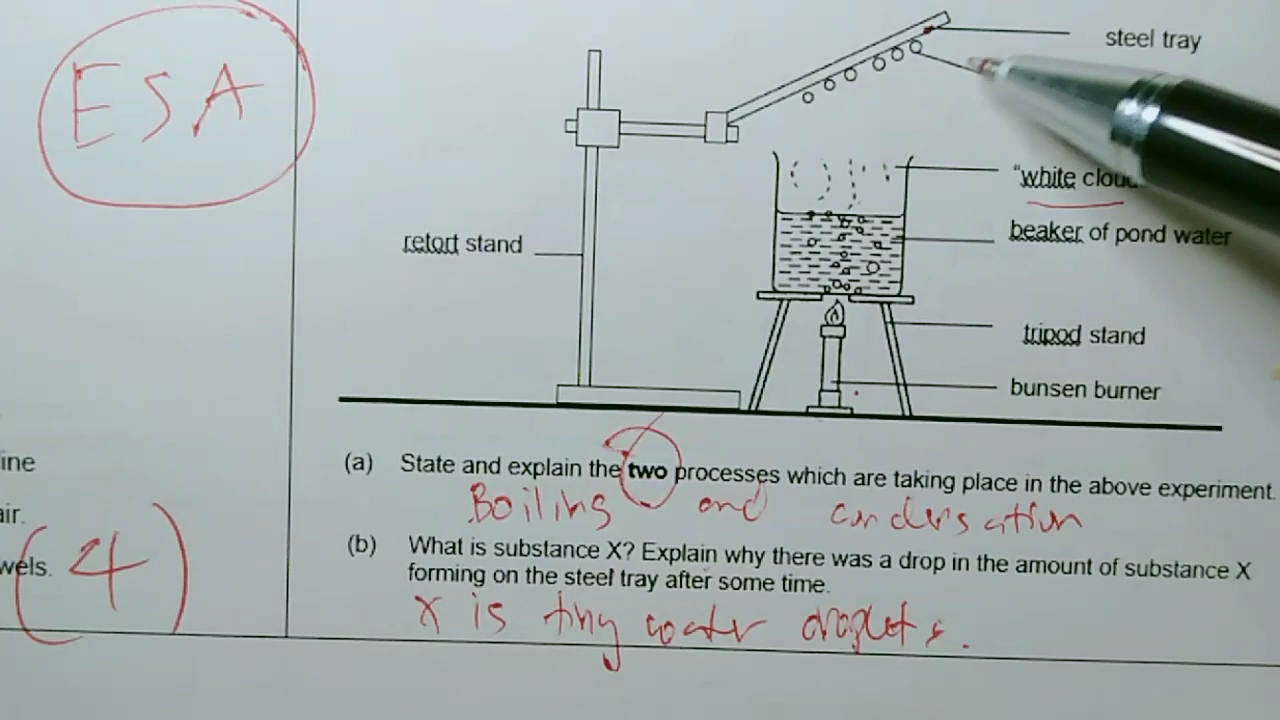 ESA
steel tray
"white cloud
beaker of pond water
retort stand
tripod stand
bunsen burner
ine
air.
wels.
(4)
(a) State and explain the two processes which are taking place in the above experiment.
Boiling and condensation
(b) What is substance X? Explain why there was a drop in the amount of substance X
forming on the steel tray after some time.
X is tiny water droplets.